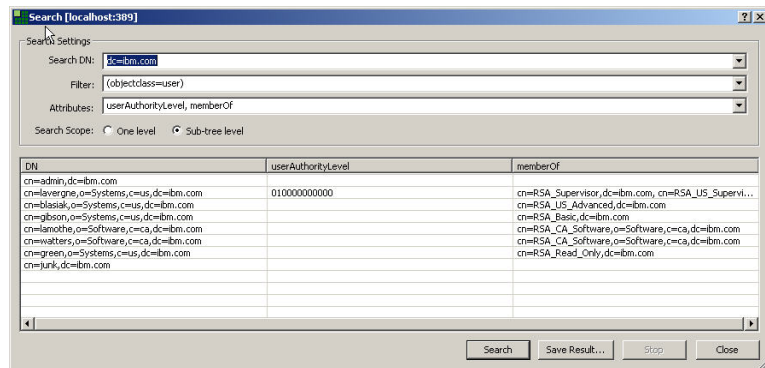 Search [localhost:389]
Search Settings
Search DN: dc=ibm.com
Filter: (objectclass=user)
Attributes: userAuthorityLevel, memberOf
Search Scope: One level Sub-tree level
DN userAuthorityLevel memberOf
cn=admin,dc=ibm.com
cn=lavergne,o=Systems,c=us,dc=ibm.com 010000000000 cn=RSA_Supervisor,dc=ibm.com, cn=RSA_US_Supervi...
cn=blasiak,o=Systems,c=us,dc=ibm.com cn=RSA_US_Advanced,dc=ibm.com
cn=gibson,o=Systems,c=us,dc=ibm.com cn=RSA_Basic,dc=ibm.com
cn=lamothe,o=Software,c=ca,dc=ibm.com cn=RSA_CA_Software,o=Software,c=ca,dc=ibm.com
cn=watters,o=Software,c=ca,dc=ibm.com cn=RSA_CA_Software,o=Software,c=ca,dc=ibm.com
cn=green,o=Systems,c=us,dc=ibm.com cn=RSA_Read_Only,dc=ibm.com
cn=junk,dc=ibm.com
Search Save Result... Stop Close